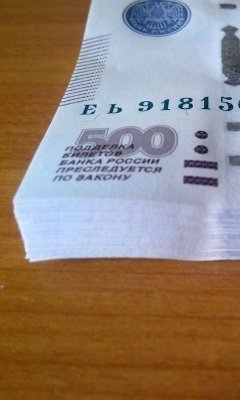 ЕЬ 91815
500
ПОДДЕЛКА
БИЛЕТОВ
БАНКА РОССИИ
ПРЕСЛЕДУЕТСЯ
ПО ЗАКОНУ